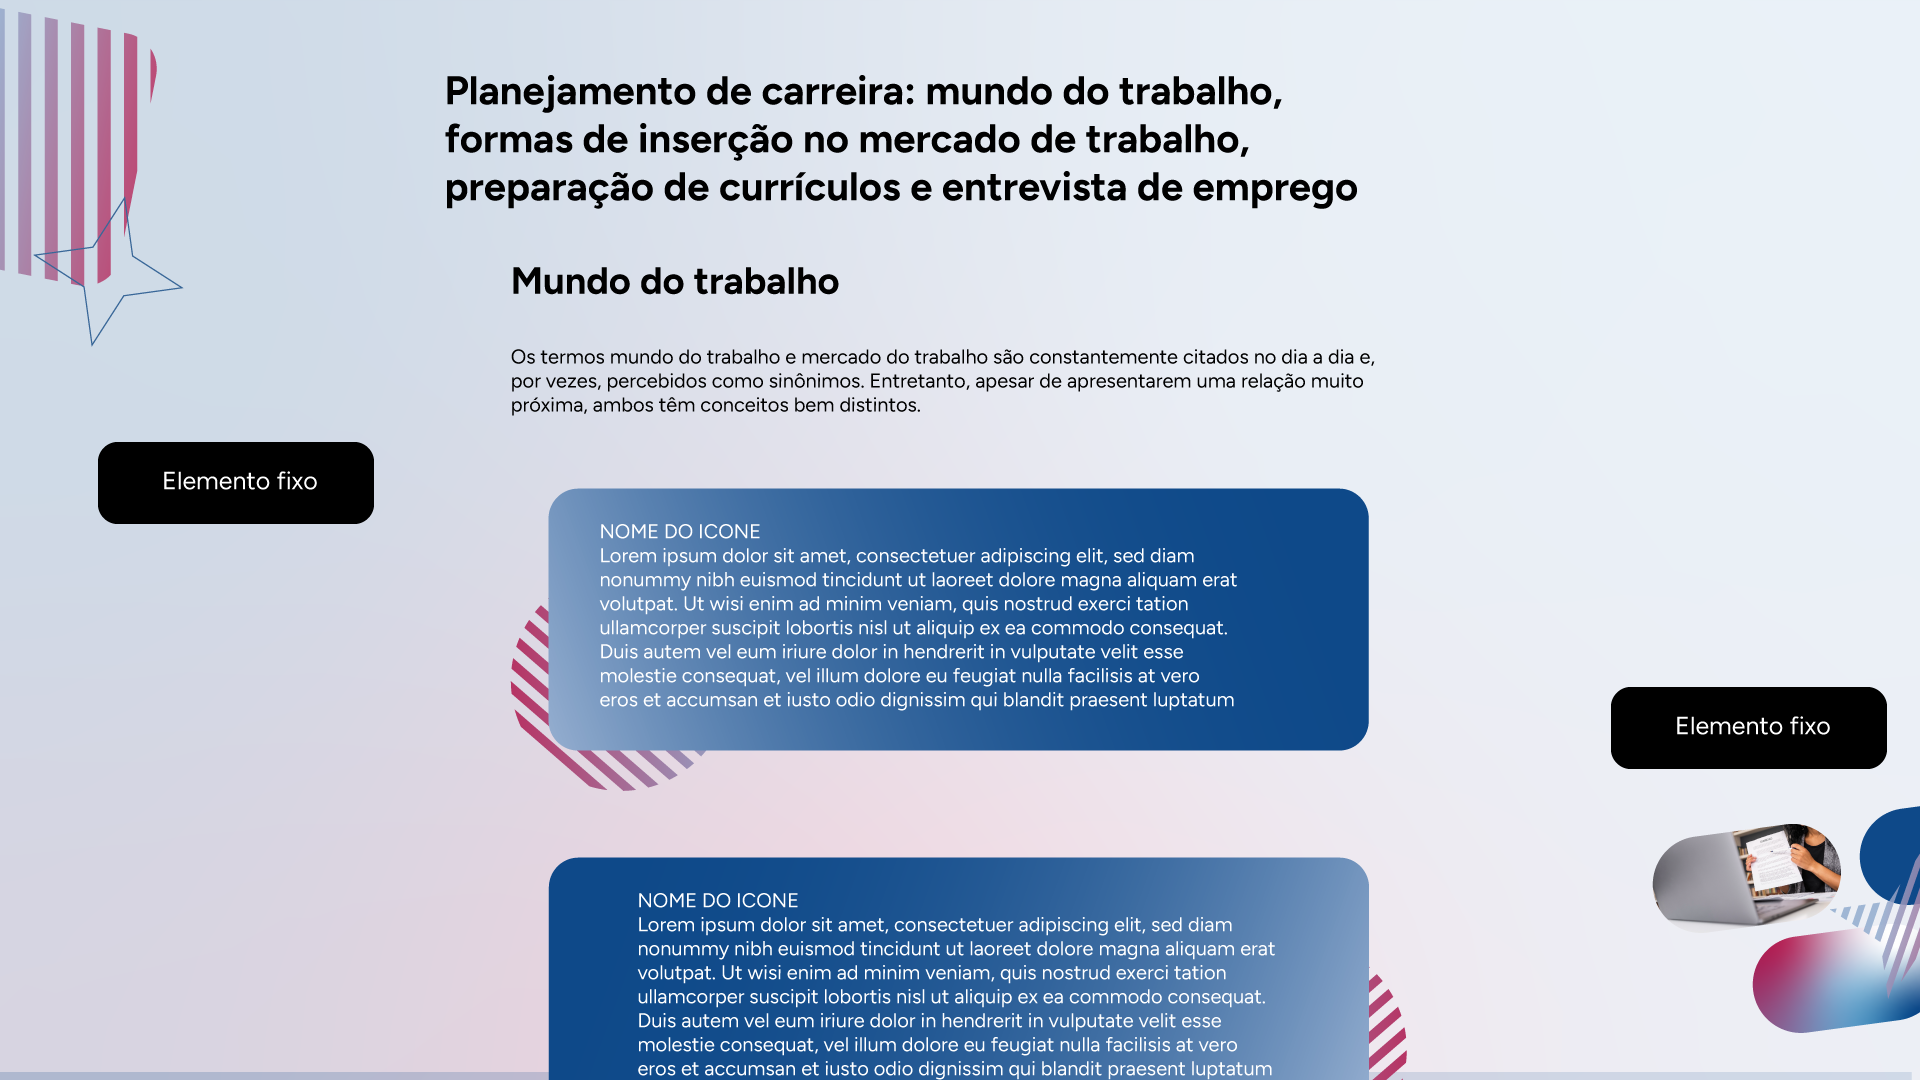 Planejamento de carreira: mundo do trabalho,
formas de inserção no mercado de trabalho,
preparação de currículos e entrevista de emprego
Mundo do trabalho
Os termos mundo do trabalho e mercado do trabalho são constantemente citados no dia a dia e,
por vezes, percebidos como sinônimos. Entretanto, apesar de apresentarem uma relação muito
próxima, ambos têm conceitos bem distintos.
Elemento fixo
NOME DO ICONE
Lorem ipsum dolor sit amet, consectetuer adipiscing elit, sed diam
nonummy nibh euismod tincidunt ut laoreet dolore magna aliquam erat
volutpat. Ut wisi enim ad minim veniam, quis nostrud exerci tation
ullamcorper suscipit lobortis nisl ut aliquip ex ea commodo consequat.
Duis autem vel eum iriure dolor in hendrerit in vulputate velit esse
molestie consequat, vel illum dolore eu feugiat nulla facilisis at vero
eros et accumsan et iusto odio dignissim qui blandit praesent luptatum
Elemento fixo
NOME DO ICONE
Lorem ipsum dolor sit amet, consectetuer adipiscing elit, sed diam
nonummy nibh euismod tincidunt ut laoreet dolore magna aliquam erat
volutpat. Ut wisi enim ad minim veniam, quis nostrud exerci tation
ullamcorper suscipit lobortis nisl ut aliquip ex ea commodo consequat.
Duis autem vel eum iriure dolor in hendrerit in vulputate velit esse
molestie consequat, vel illum dolore eu feugiat nulla facilisis at vero
eros et accumsan et iusto odio dignissim qui blandit praesent luptatum